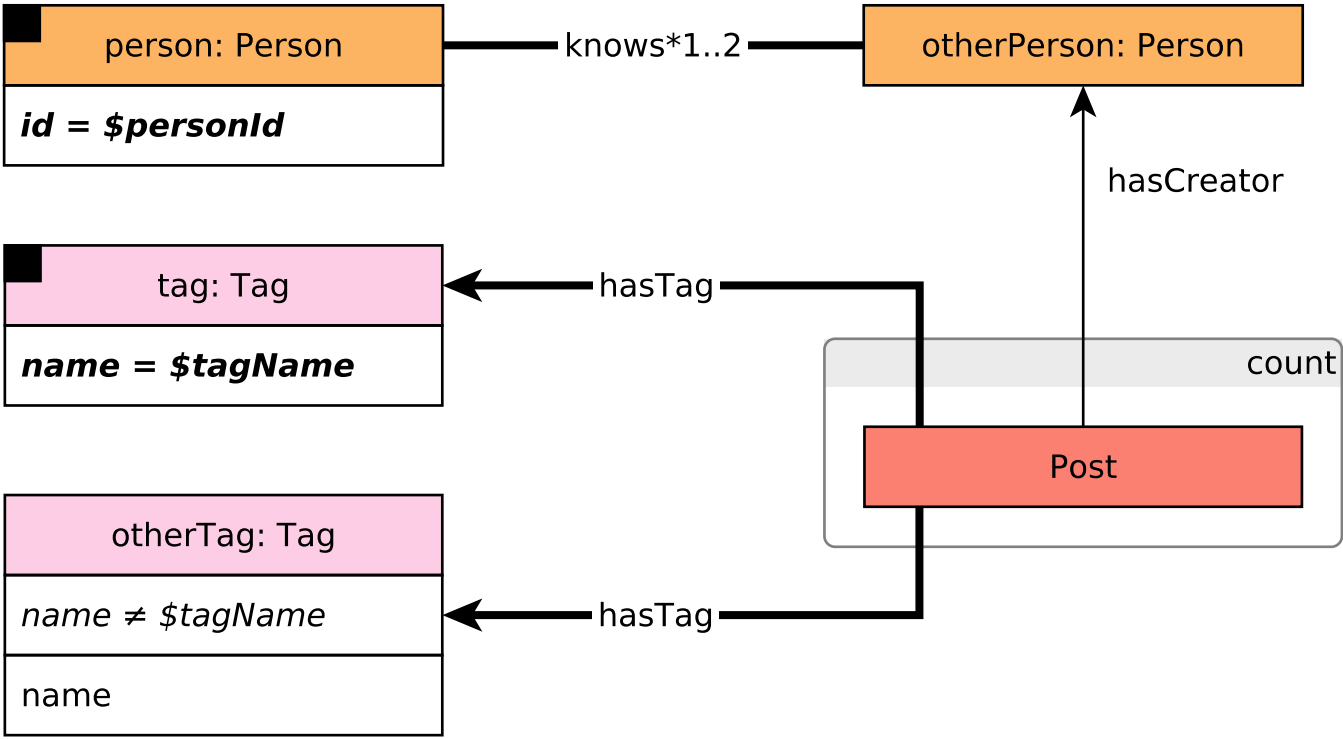 person: Person
knows*1..2
otherPerson: Person
id = $personId
hasCreator
tag: Tag
hasTag
name = $tagName
count
Post
otherTag: Tag
name ≠ $tagName
hasTag
name